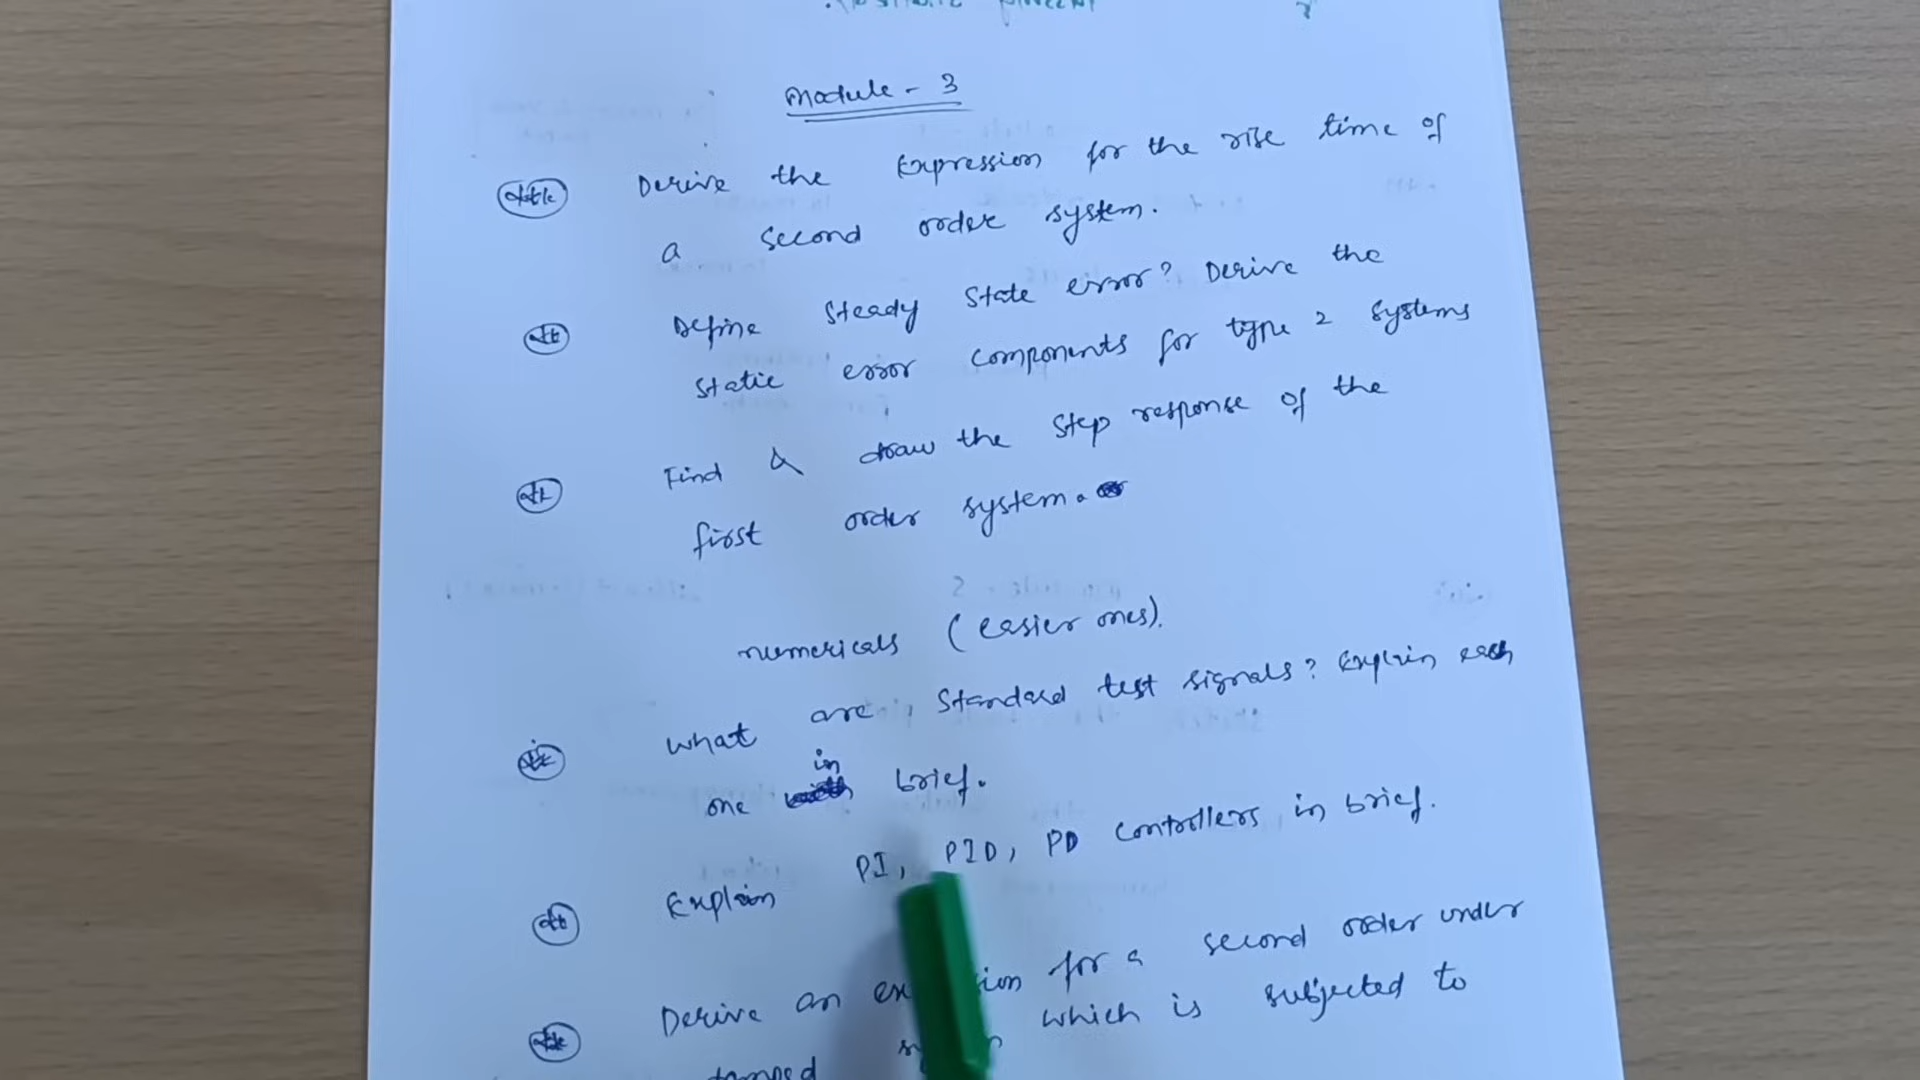 Module - 3
Derive the Expression for the rise time of
a second order system.
Define steady state error? Derive the
static error components for type 2 systems
Find & draw the step response of the
first order system.
numericals (easier ones).
What are standard test signals? Explain each
in
one brief.
Explain PI, PID, PD controllers in brief.
Derive an for a second order under
which is subjected to